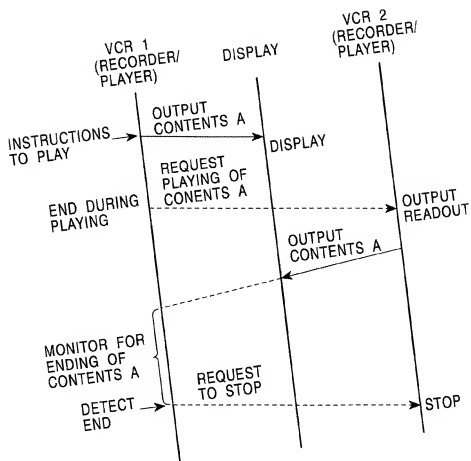 VCR 1
(RECORDER/
PLAYER)
DISPLAY
VCR 2
(RECORDER/
PLAYER)
INSTRUCTIONS
TO PLAY
OUTPUT
CONTENTS A
DISPLAY
REQUEST
PLAYING OF
CONENTS A
END DURING
PLAYING
OUTPUT
READOUT
OUTPUT
CONTENTS A
MONITOR FOR
ENDING OF
CONTENTS A
REQUEST
TO STOP
DETECT
END
STOP